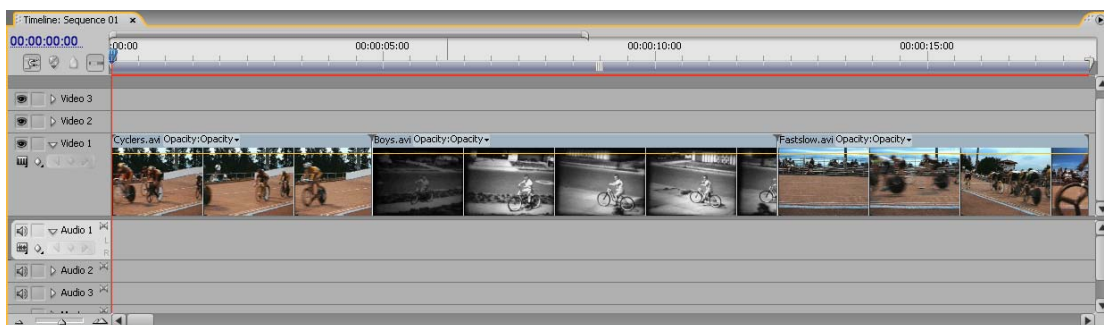 Timeline: Sequence 01 ×
00:00:00:00
:00:00 00:00:05:00 00:00:10:00 00:00:15:00
Video 3
Video 2
Video 1
Cyclers.avi Opacity:Opacity Boys.avi Opacity:Opacity Fastslow.avi Opacity:Opacity
Audio 1
L
R
Audio 2
Audio 3